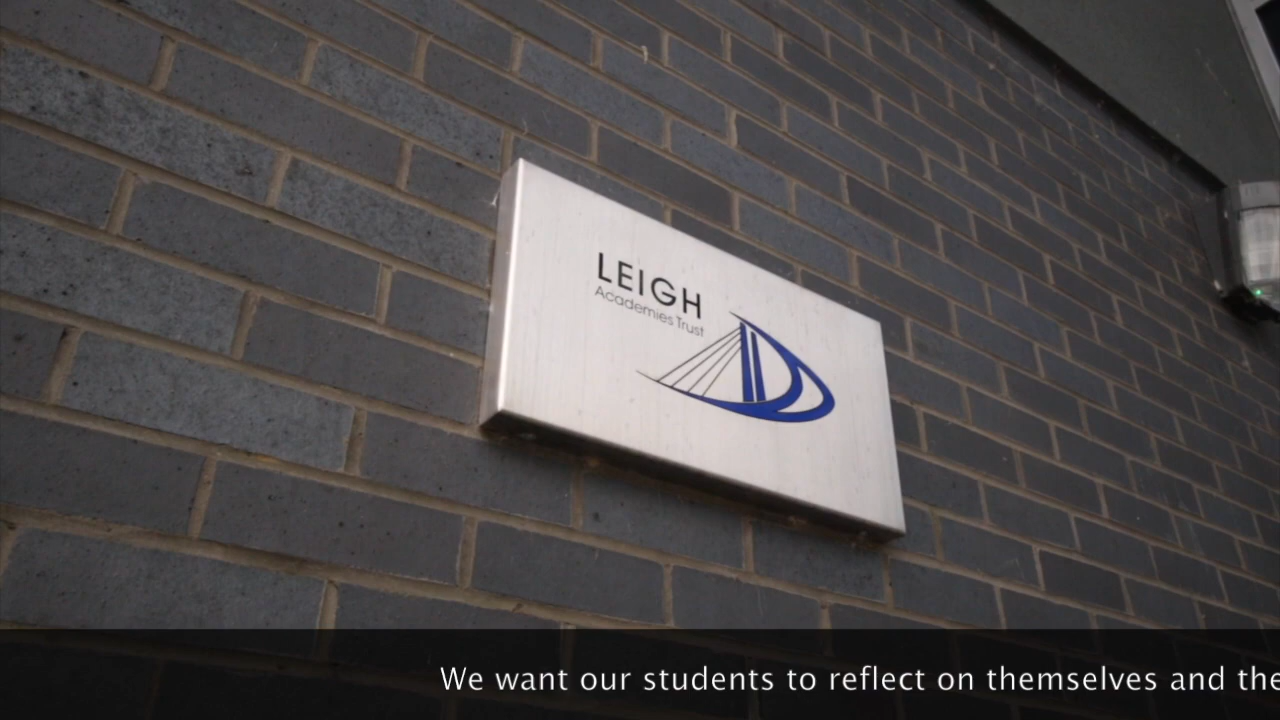 LEIGH
Academies Trust
We want our students to reflect on themselves and the